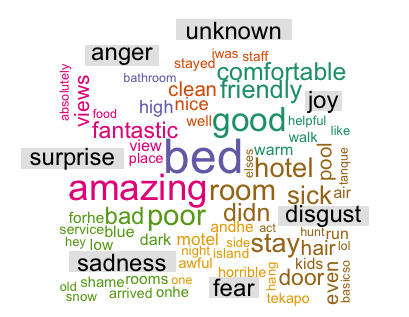 unknown
anger
iwas staff
stayed
bathroom
comfortable
absolutely
views
clean
friendly
high
nice
joy
food
fantastic
well
good
helpful
walk
like
view
place
surprise
bed
elses
warm
hotel
pool
tanque
amazing
room
sick
air
a:
forhe
bad
poor
didn
disgust
service
blue
andhe
act
hunt
run
hey
low
dark
motel
side
stay
hair
lol
sadness
night
island
awful
kids
old
shame
rooms
one
horrible
hang
door
even
basicso
snow
arrived
onhe
fear
tekapo